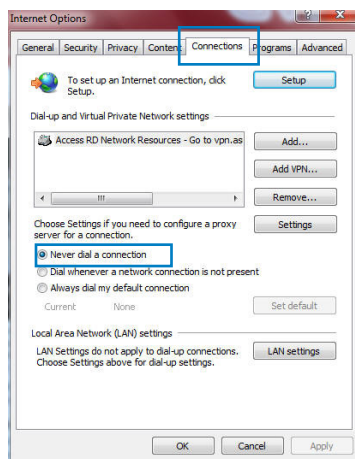 Internet Options
General Security Privacy Content Connections Programs Advanced
To set up an Internet connection, click Setup.
Setup
Dial-up and Virtual Private Network settings
Access RD Network Resources - Go to vpn.as
Add...
Add VPN...
Remove...
Choose Settings if you need to configure a proxy
server for a connection.
Settings
Never dial a connection
Dial whenever a network connection is not present
Always dial my default connection
Current None
Set default
Local Area Network (LAN) settings
LAN Settings do not apply to dial-up connections.
Choose Settings above for dial-up settings.
LAN settings
OK Cancel Apply